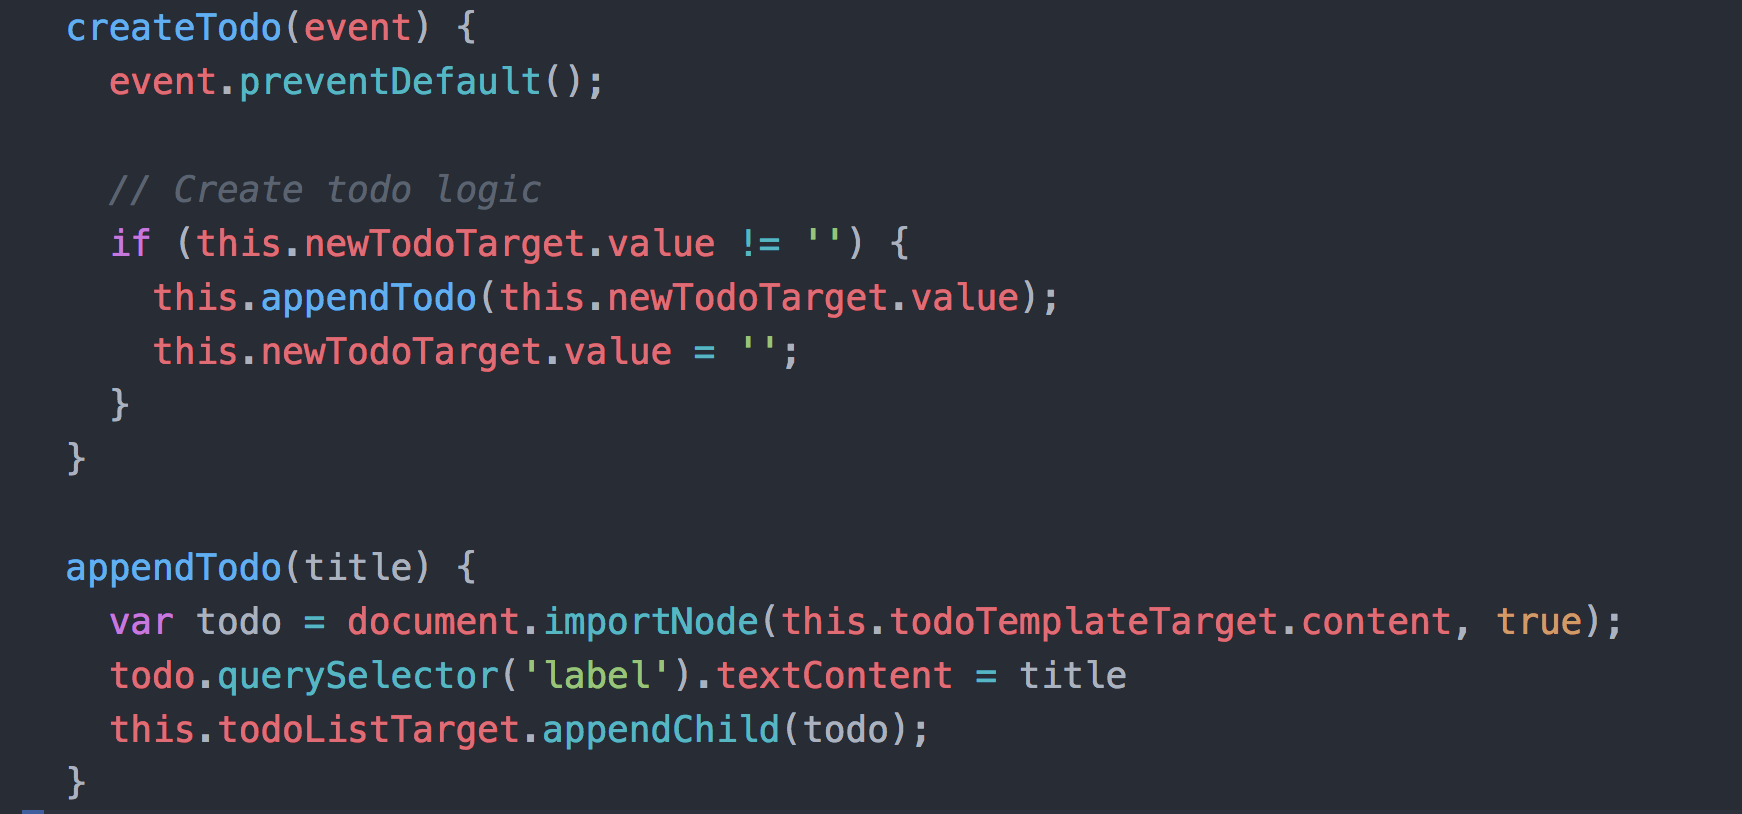 createTodo(event) {
  event.preventDefault();

  // Create todo logic
  if (this.newTodoTarget.value != '') {
    this.appendTodo(this.newTodoTarget.value);
    this.newTodoTarget.value = '';
  }
}

appendTodo(title) {
  var todo = document.importNode(this.todoTemplateTarget.content, true);
  todo.querySelector('label').textContent = title
  this.todoListTarget.appendChild(todo);
}